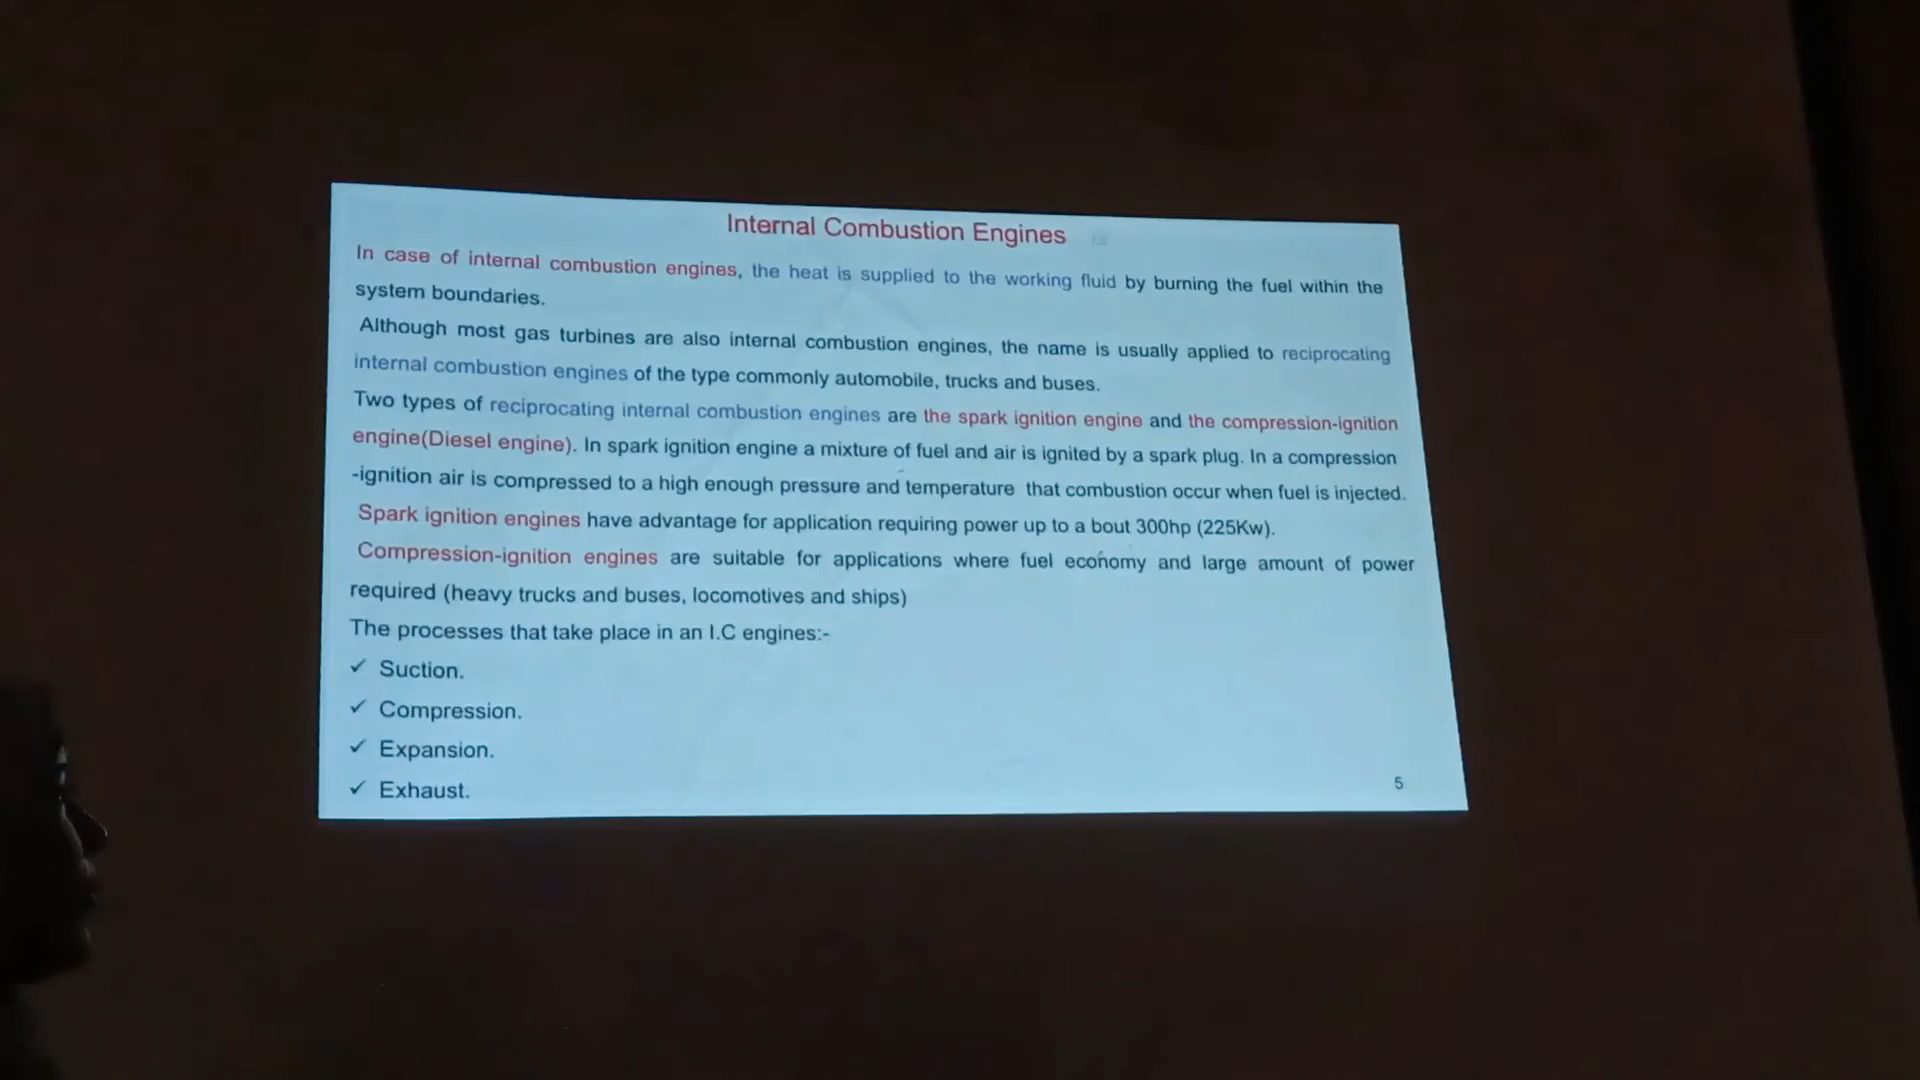 Internal Combustion Engines
In case of internal combustion engines, the heat is supplied to the working fluid by burning the fuel within the
system boundaries.
Although most gas turbines are also internal combustion engines, the name is usually applied to reciprocating
internal combustion engines of the type commonly automobile, trucks and buses.
Two types of reciprocating internal combustion engines are the spark ignition engine and the compression-ignition
engine(Diesel engine). In spark ignition engine a mixture of fuel and air is ignited by a spark plug. In a compression
-ignition air is compressed to a high enough pressure and temperature that combustion occur when fuel is injected.
Spark ignition engines have advantage for application requiring power up to a bout 300hp (225Kw).
Compression-ignition engines are suitable for applications where fuel economy and large amount of power
required (heavy trucks and buses, locomotives and ships)
The processes that take place in an I.C engines:-
✓ Suction.
✓ Compression.
✓ Expansion.
✓ Exhaust.
5